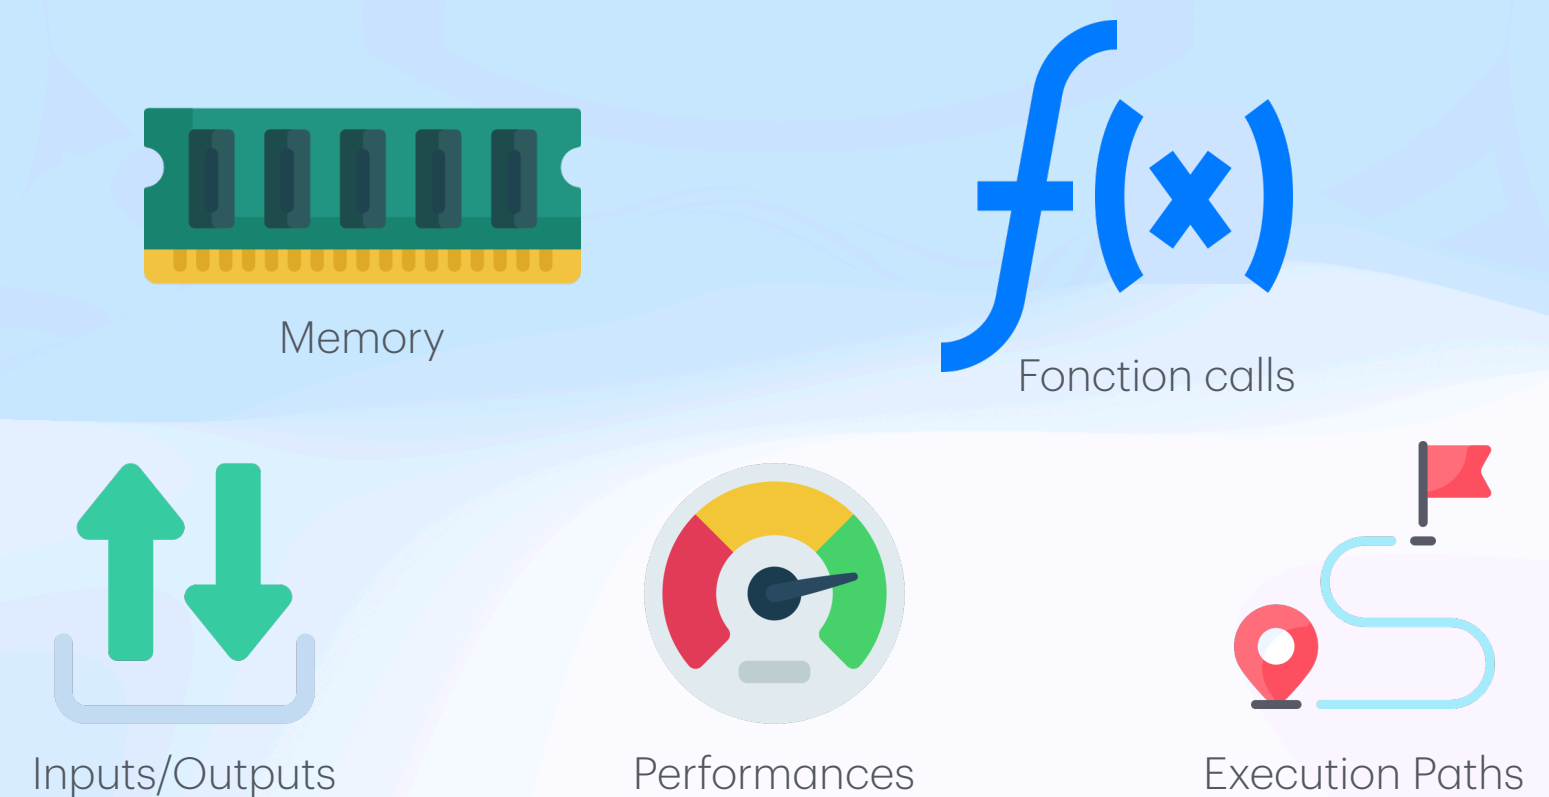 f(x)
Memory
Fonction calls
Inputs/Outputs
Performances
Execution Paths